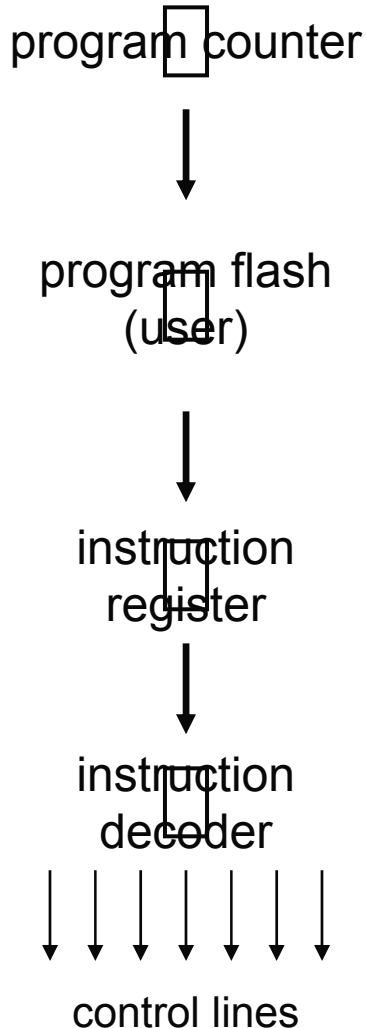 program counter
program flash
(user)
instruction
register
instruction
decoder
control lines